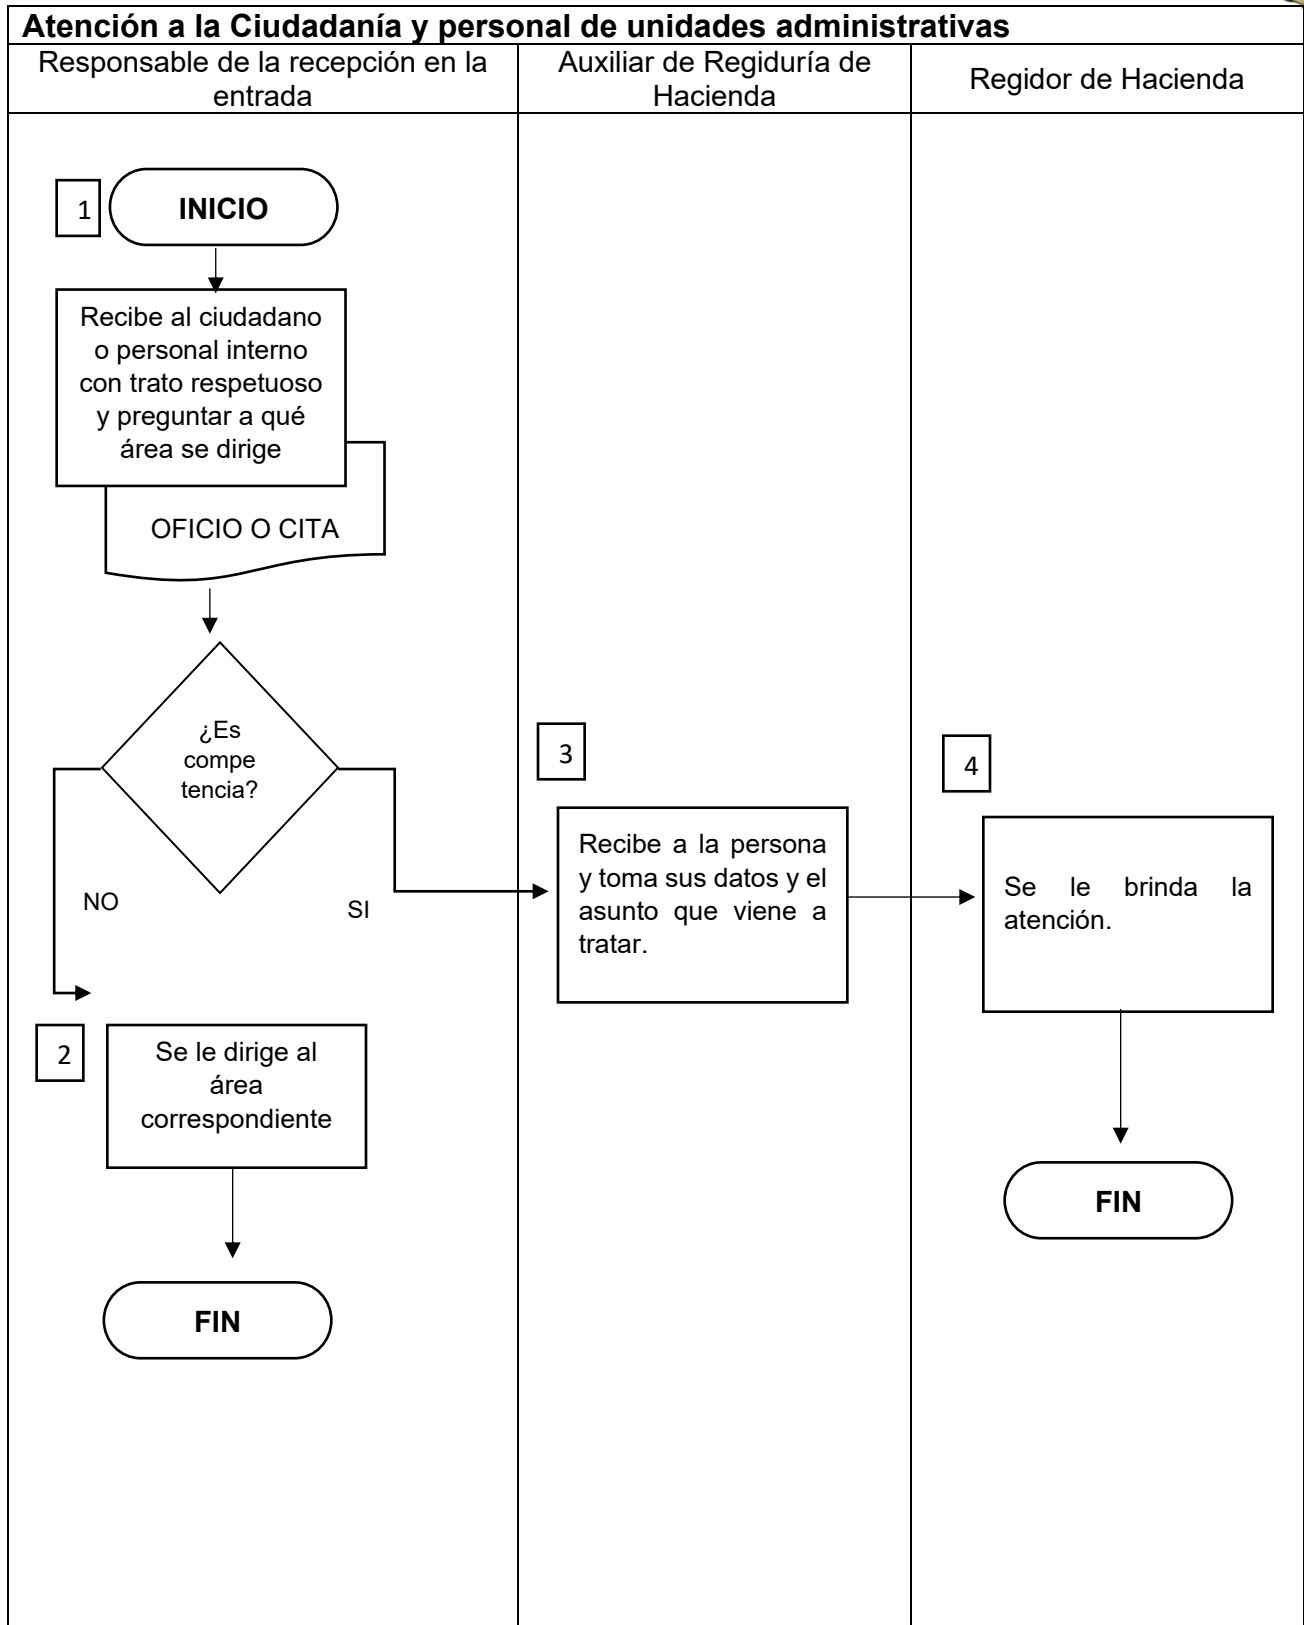 Atención a la Ciudadanía y personal de unidades administrativas
Responsable de la recepción en la
entrada
Auxiliar de Regiduría de
Hacienda
Regidor de Hacienda
1
INICIO
Recibe al ciudadano
o personal interno
con trato respetuoso
y preguntar a qué
área se dirige
OFICIO O CITA
¿Es
compe
tencia?
NO
SI
2
Se le dirige al
área
correspondiente
FIN
3
Recibe a la persona
y toma sus datos y el
asunto que viene a
tratar.
4
Se le brinda la
atención.
FIN